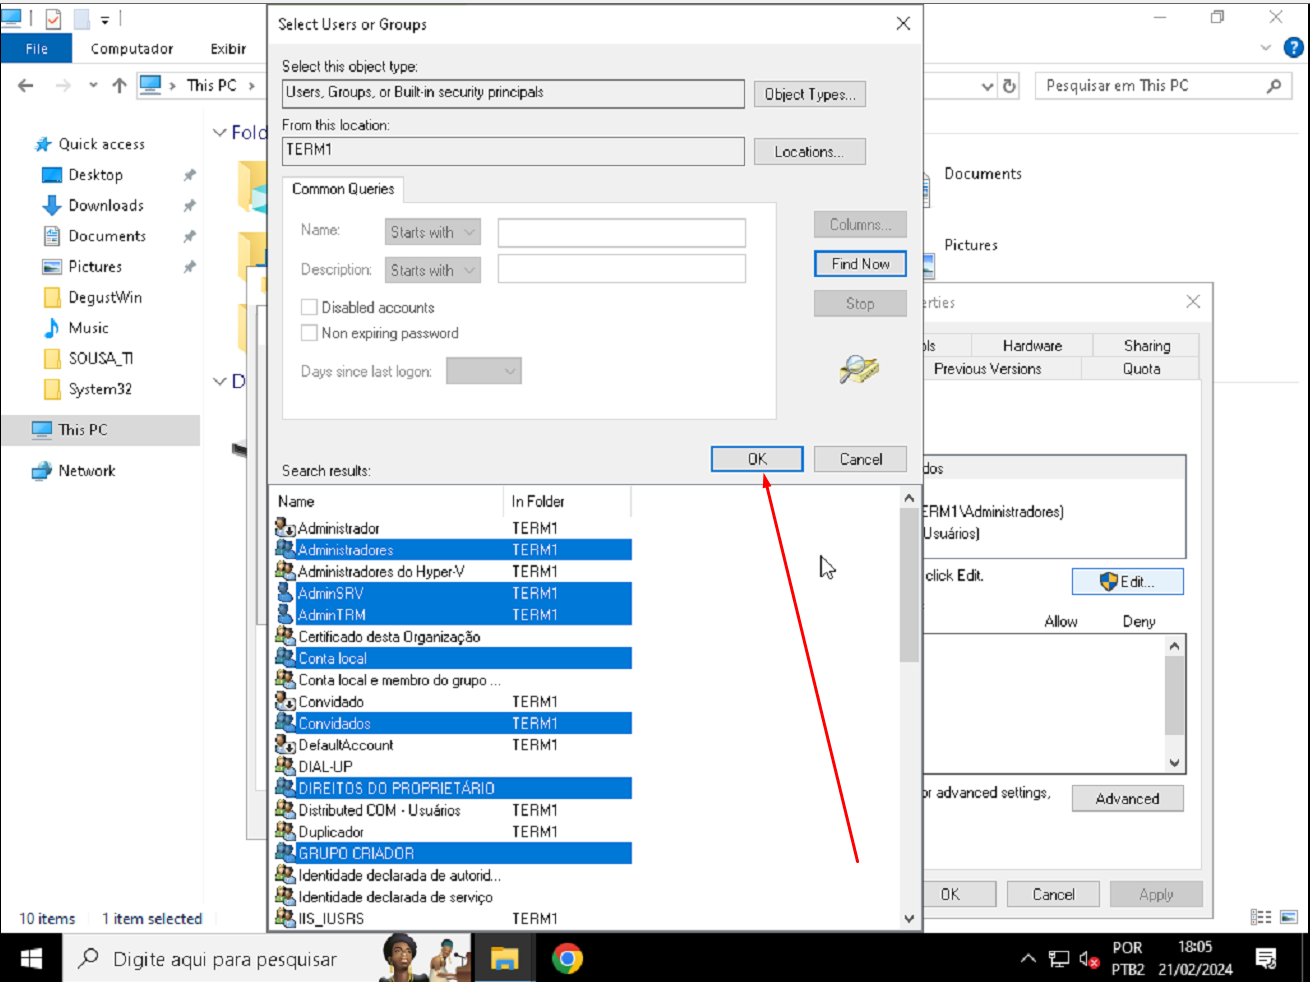 Select Users or Groups
File Computador Exibir
Select this object type:
Users, Groups, or Built-in security principals
Object Types...
This PC
Pesquisar em This PC
From this location:
TERM1
Locations...
Quick access
Desktop
Downloads
Documents
Pictures
DegustWin
Music
SOUSA_TI
System32
This PC
Network
Documents
Pictures
Common Queries
Name: Starts with
Description: Starts with
Disabled accounts
Non expiring password
Days since last logon:
Columns...
Find Now
Stop
OK Cancel
Search results:
Name In Folder
Administrador TERM1
Administradores TERM1
Administradores do Hyper-V TERM1
AdminSRV TERM1
AdminTRM TERM1
Certificado desta Organização
Conta local
Conta local e membro do grupo ...
Convidado TERM1
Convidados TERM1
DefaultAccount TERM1
DIAL-UP
DIREITOS DO PROPRIETÁRIO
Distributed COM - Usuários TERM1
Duplicador TERM1
GRUPO CRIADOR
Identidade declarada de autorid...
Identidade declarada de serviço
IIS_IUSRS TERM1
Hardware Sharing
Previous Versions Quota
ERM1\Administradores)
Usuários)
click Edit.
Edit...
Allow Deny
advanced settings,
Advanced
OK Cancel Apply
10 items 1 item selected
Digite aqui para pesquisar
POR
PTB2
18:05
21/02/2024